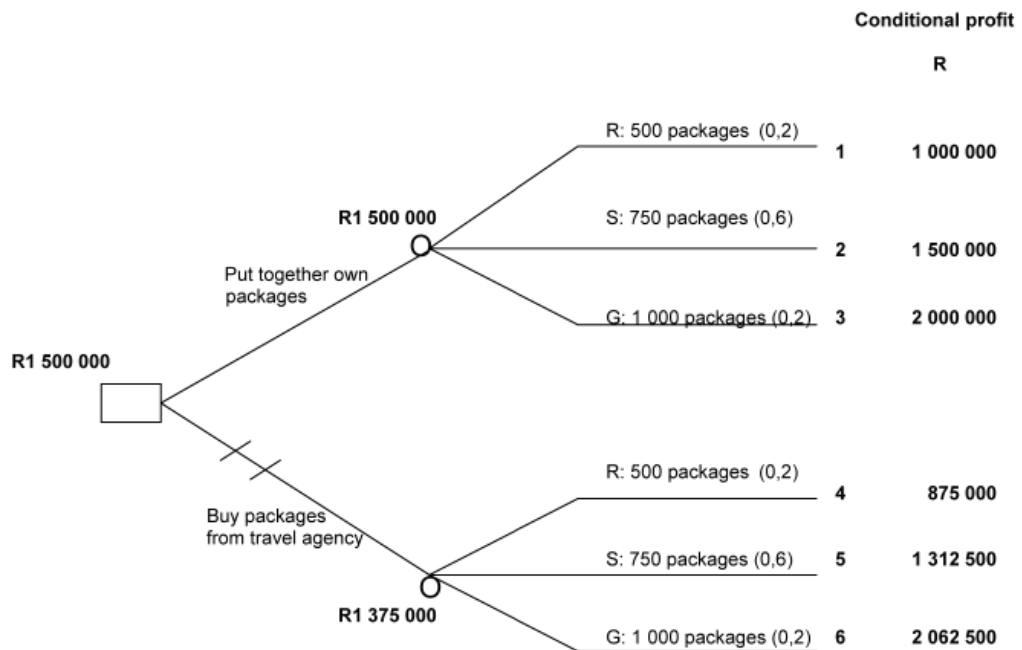 Conditional profit
R
R: 500 packages (0,2)
1 1 000 000
R1 500 000
S: 750 packages (0,6)
O
2 1 500 000
Put together own
packages
G: 1 000 packages (0,2)
3 2 000 000
R1 500 000
R: 500 packages (0,2)
4 875 000
Buy packages
from travel agency
S: 750 packages (0,6)
5 1 312 500
O
R1 375 000
G: 1 000 packages (0,2)
6 2 062 500